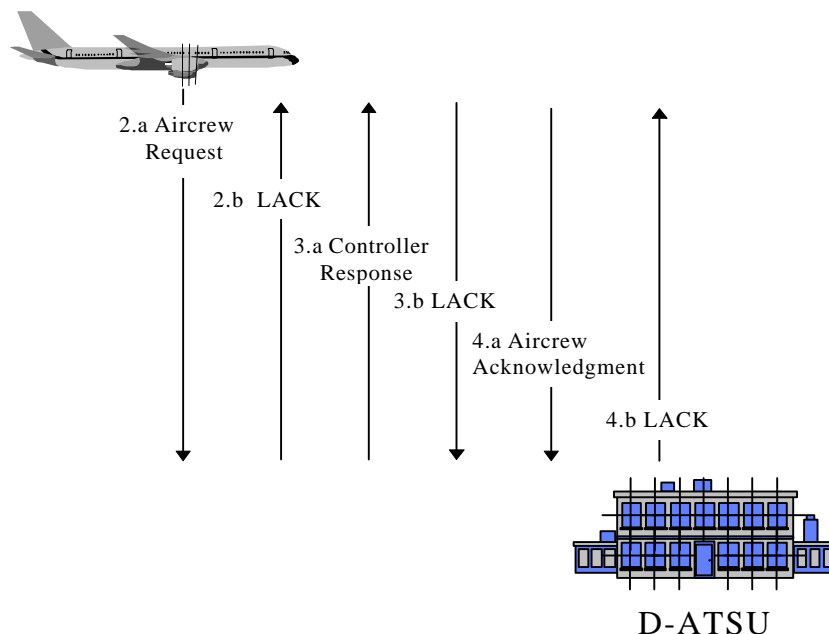 2.a Aircrew
Request
2.b LACK
3.a Controller
Response
3.b LACK
4.a Aircrew
Acknowledgment
4.b LACK
D-ATSU